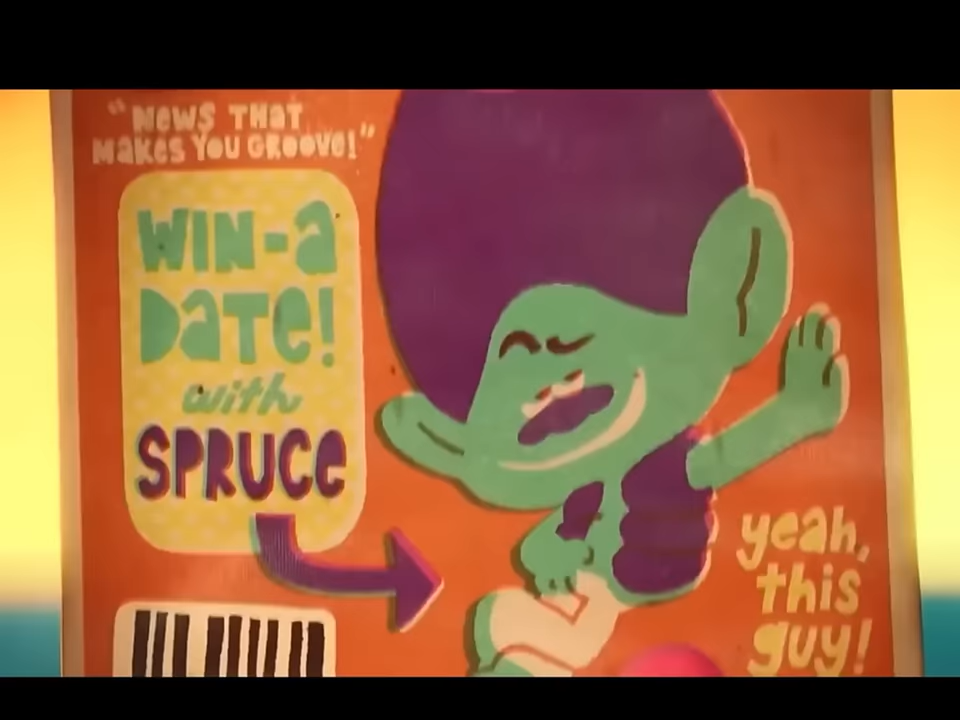 "NEWS THAT
MAKES YOU GROOVE!"
WIN-A
DATE!
with
SPRUCE
yeah,
this
guy!